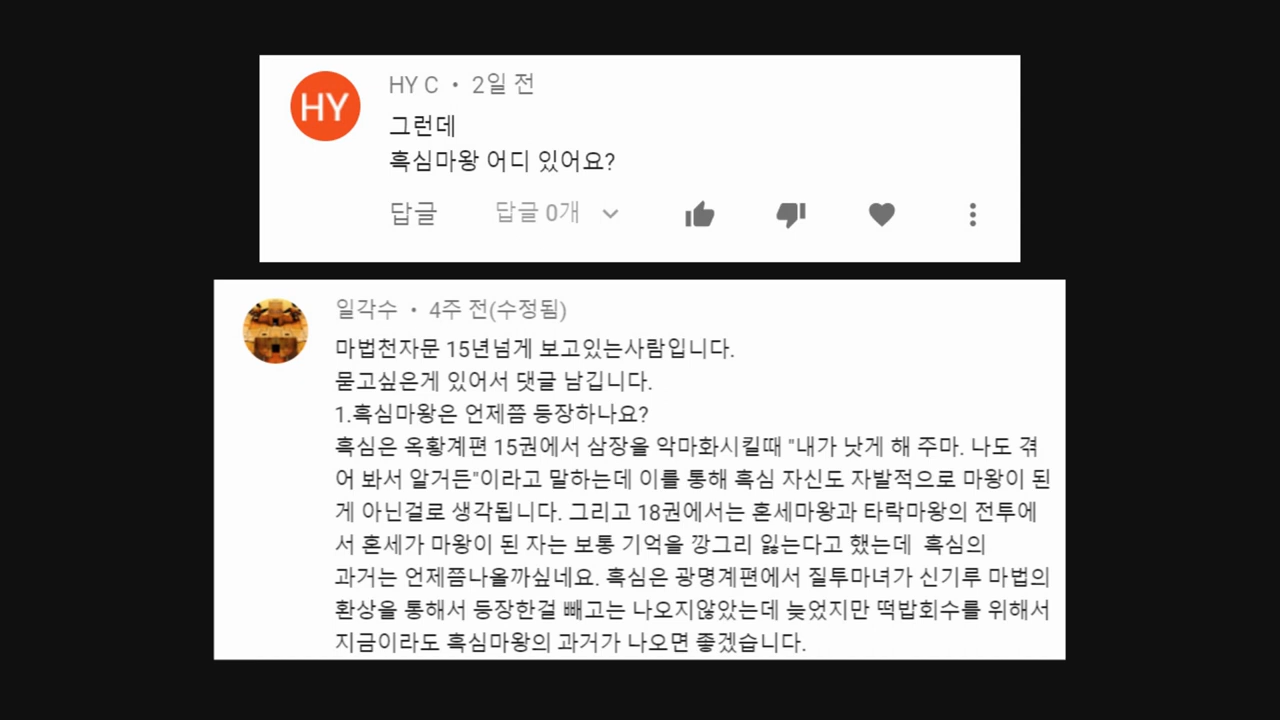 HY
HY C • 2일 전
그런데
흑심마왕 어디 있어요?
답글 답글 0개
일각수 • 4주 전(수정됨)
마법천자문 15년넘게 보고있는사람입니다.
묻고싶은게 있어서 댓글 남깁니다.
1.흑심마왕은 언제쯤 등장하나요?
흑심은 옥황계편 15권에서 삼장을 악마화시킬때 "내가 낫게 해 주마. 나도 겪
어 봐서 알거든"이라고 말하는데 이를 통해 흑심 자신도 자발적으로 마왕이 된
게 아닌걸로 생각됩니다. 그리고 18권에서는 혼세마왕과 타락마왕의 전투에
서 혼세가 마왕이 된 자는 보통 기억을 깡그리 잃는다고 했는데 흑심의
과거는 언제쯤나올까싶네요. 흑심은 광명계편에서 질투마녀가 신기루 마법의
환상을 통해서 등장한걸 빼고는 나오지않았는데 늦었지만 떡밥회수를 위해서
지금이라도 흑심마왕의 과거가 나오면 좋겠습니다.